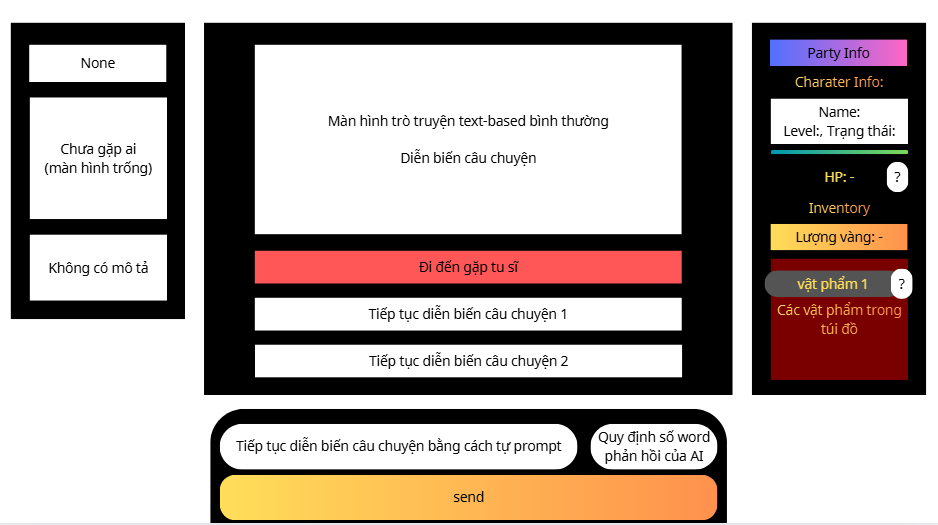 None
Chưa gặp ai
(màn hình trống)
Không có mô tả
Màn hình trò truyện text-based bình thường
Diễn biến câu chuyện
Đi đến gặp tu sĩ
Tiếp tục diễn biến câu chuyện 1
Tiếp tục diễn biến câu chuyện 2
Tiếp tục diễn biến câu chuyện bằng cách tự prompt
Quy định số word
phản hồi của AI
send
Party Info
Charater Info:
Name:
Level:, Trạng thái:
HP: -
?
Inventory
Lượng vàng: -
vật phẩm 1
?
Các vật phẩm trong
túi đồ